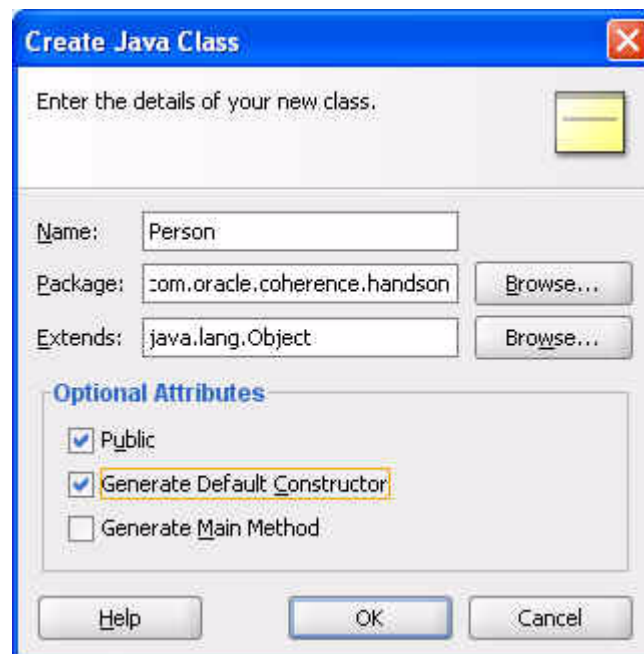 Create Java Class
Enter the details of your new class.
Name: Person
Package: com.oracle.coherence.handson Browse...
Extends: java.lang.Object Browse...
Optional Attributes
Public
Generate Default Constructor
Generate Main Method
Help OK Cancel